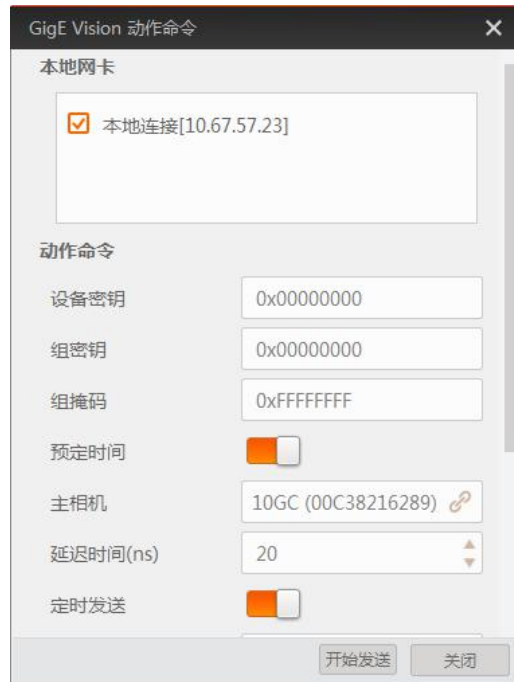 GigE Vision 动作命令
本地网卡
本地连接[10.67.57.23]
动作命令
设备密钥 0x00000000
组密钥 0x00000000
组掩码 0xFFFFFFFF
预定时间
主相机 10GC (00C38216289)
延迟时间(ns) 20
定时发送
开始发送 关闭